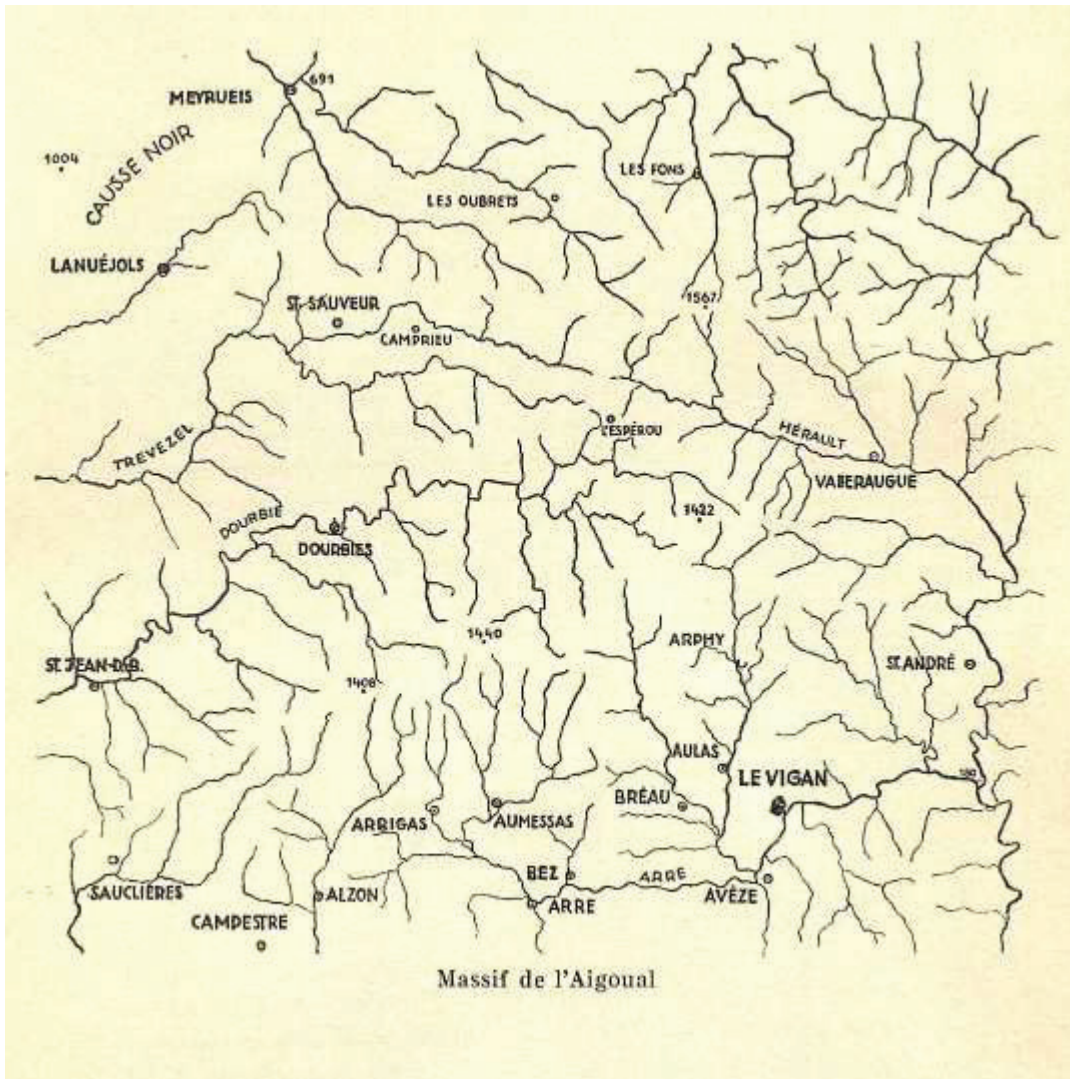 MEYRUEIS
691
1004
CAUSSE NOIR
LES FONS
LES OUBRETS
LANUÉJOLS
1567
ST. SAUVEUR
CAMPRIEU
L'ESPÉROU
HÉRAULT
TREVEZEL
VALLERAUGUE
DOURBIE
1422
DOURBIES
1440
ARPHY
ST. JEAN-D-B.
ST. ANDRÉ
1408
AULAS
LE VIGAN
BRÉAU
ARRIGAS
AUMESSAS
BEZ
ARRE
SAUCLIÈRES
ALZON
ARRE
AVÈZE
CAMPESTRE
Massif de l'Aigoual